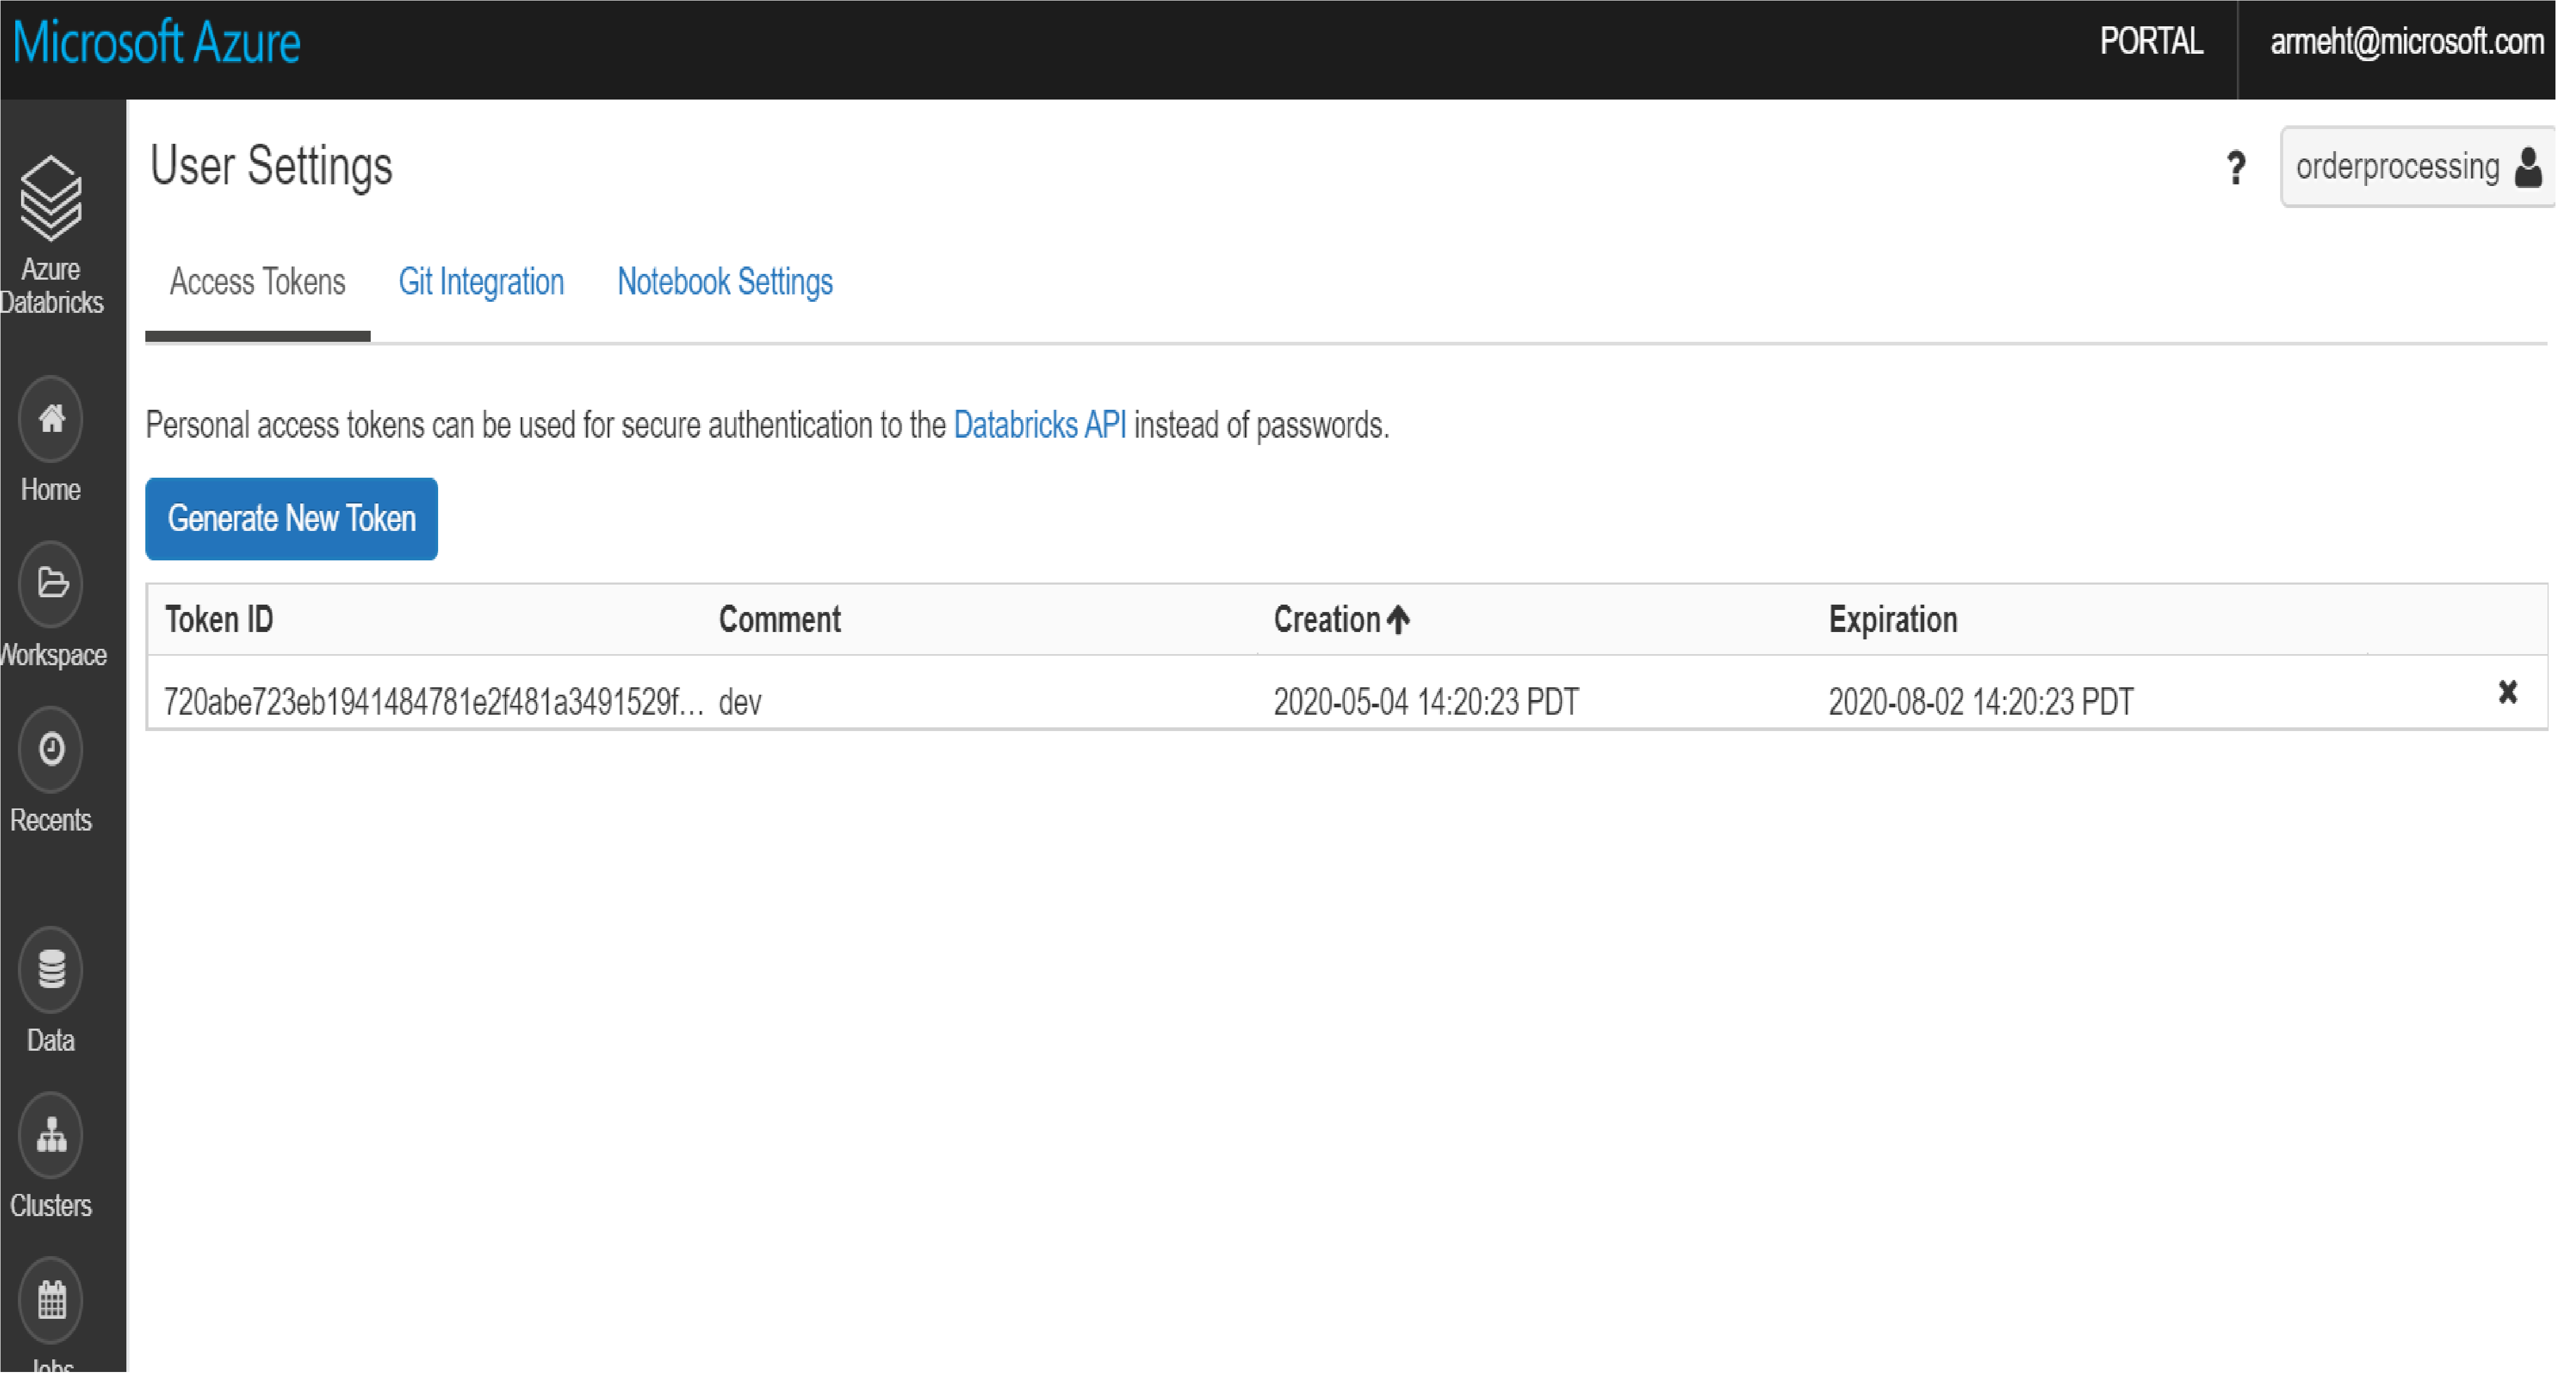 Microsoft Azure
PORTAL
armeht@microsoft.com
User Settings
?
orderprocessing
Azure
Databricks
Access Tokens
Git Integration
Notebook Settings
Personal access tokens can be used for secure authentication to the Databricks API instead of passwords.
Home
Generate New Token
Workspace
Token ID
Comment
Creation
Expiration
720abe723eb1941484781e2f481a3491529f...
dev
2020-05-04 14:20:23 PDT
2020-08-02 14:20:23 PDT
Recents
Data
Clusters
Jobs